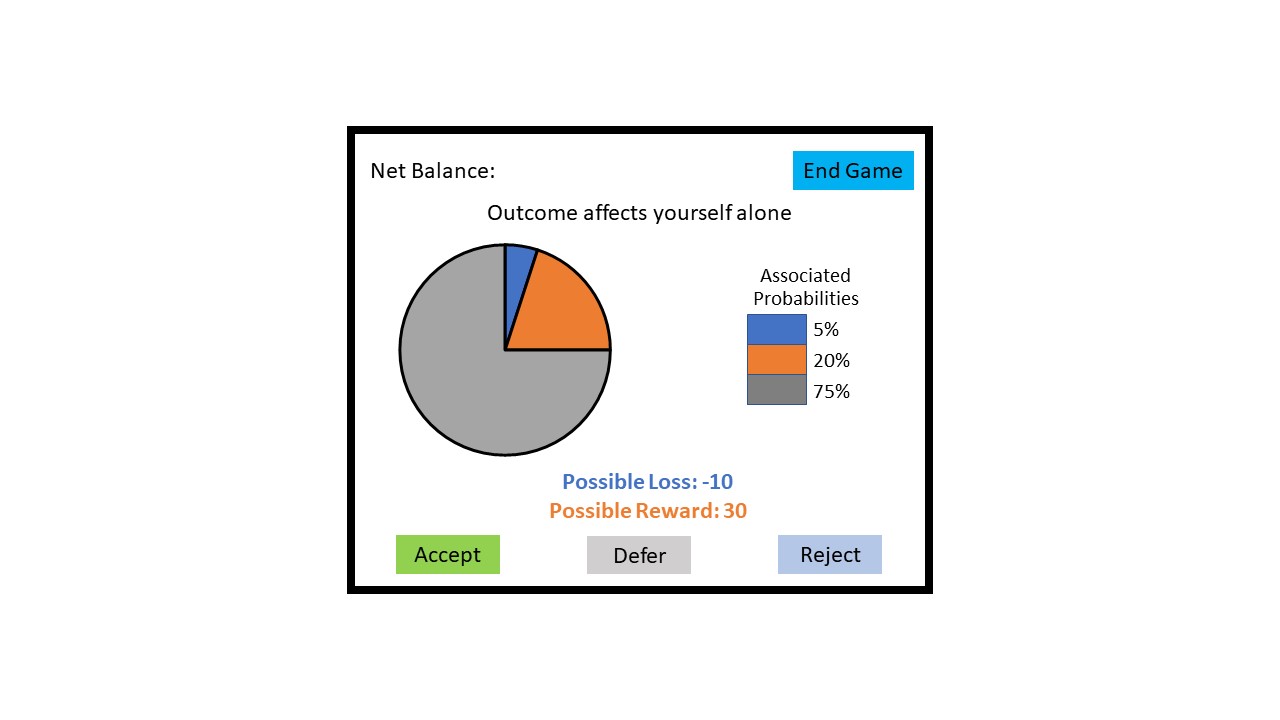 Net Balance:
End Game
Outcome affects yourself alone
Associated
Probabilities
5%
20%
75%
Possible Loss: -10
Possible Reward: 30
Accept
Defer
Reject